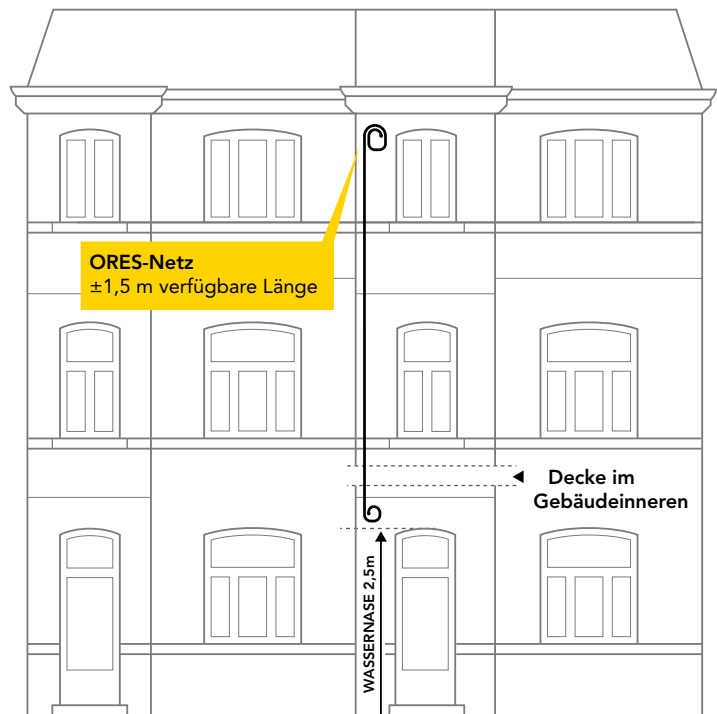 ORES-Netz
±1,5 m verfügbare Länge
Decke im
Gebäudeinneren
WASSERNASE 2,5m